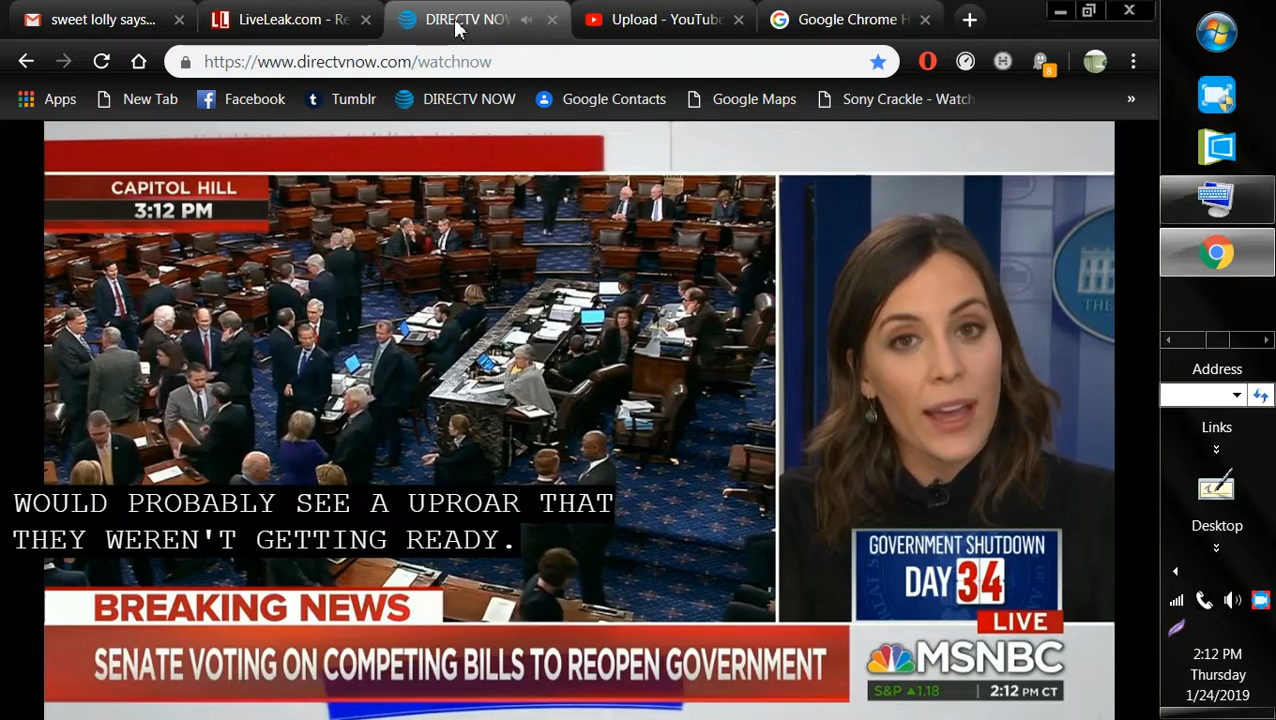 sweet lolly says...
LiveLeak.com - Re
DIRECTV NOW
Upload - YouTube
Google Chrome H
https://www.directvnow.com/watchnow
8
Apps
New Tab
Facebook
Tumblr
DIRECTV NOW
Google Contacts
Google Maps
Sony Crackle - Watch
»
CAPITOL HILL
3:12 PM
WOULD PROBABLY SEE A UPROAR THAT
THEY WEREN'T GETTING READY.
GOVERNMENT SHUTDOWN
DAY 34
BREAKING NEWS
LIVE
SENATE VOTING ON COMPETING BILLS TO REOPEN GOVERNMENT
MSNBC
S&P ▲1.18 | 2:12 PM CT
Address
Links
Desktop
2:12 PM
Thursday
1/24/2019